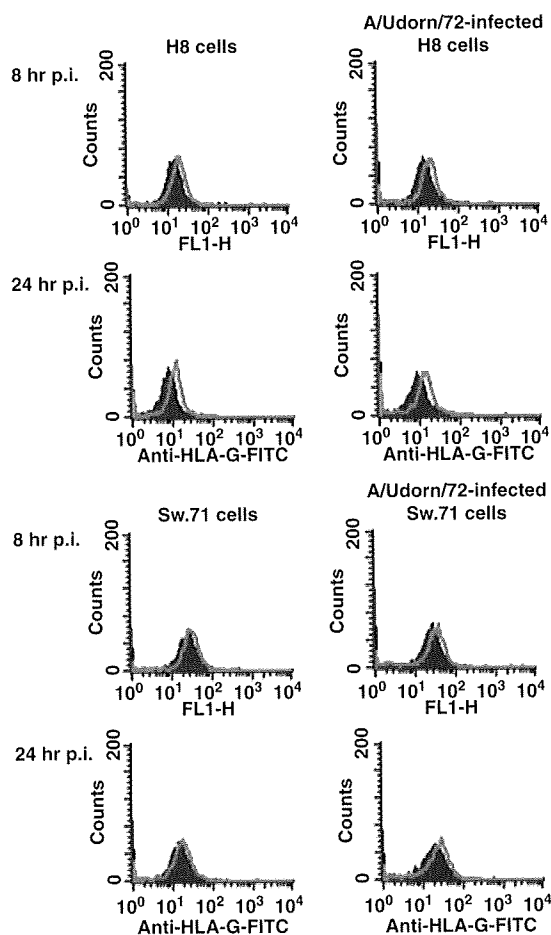 H8 cells
A/Udorn/72-infected
H8 cells
8 hr p.i.
200
Counts
0
10^0 10^1 10^2 10^3 10^4
FL1-H
200
Counts
0
10^0 10^1 10^2 10^3 10^4
FL1-H
24 hr p.i.
200
Counts
0
10^0 10^1 10^2 10^3 10^4
Anti-HLA-G-FITC
200
Counts
0
10^0 10^1 10^2 10^3 10^4
Anti-HLA-G-FITC
Sw.71 cells
A/Udorn/72-infected
Sw.71 cells
8 hr p.i.
200
Counts
0
10^0 10^1 10^2 10^3 10^4
FL1-H
200
Counts
0
10^0 10^1 10^2 10^3 10^4
FL1-H
24 hr p.i.
200
Counts
0
10^0 10^1 10^2 10^3 10^4
Anti-HLA-G-FITC
200
Counts
0
10^0 10^1 10^2 10^3 10^4
Anti-HLA-G-FITC